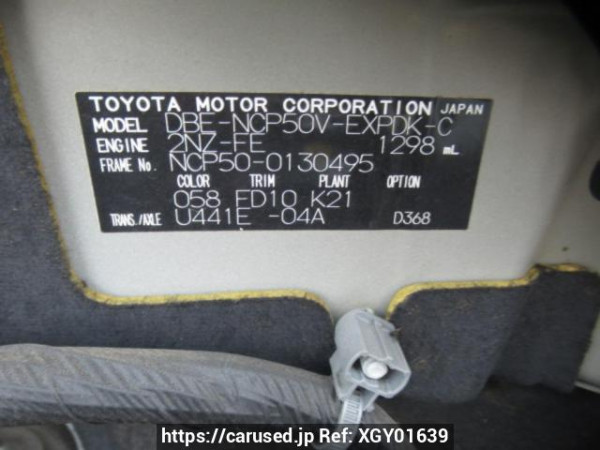 TOYOTA MOTOR CORPORATION JAPAN
MODEL DBE-NCP50V-EXPDK-C
ENGINE 2NZ-FE 1298 mL
FRAME No. NCP50-0130495
COLOR TRIM PLANT OPTION
058 FD10 K21
TRANS./AXLE U441E -04A D368
https://carused.jp Ref: XGY01639